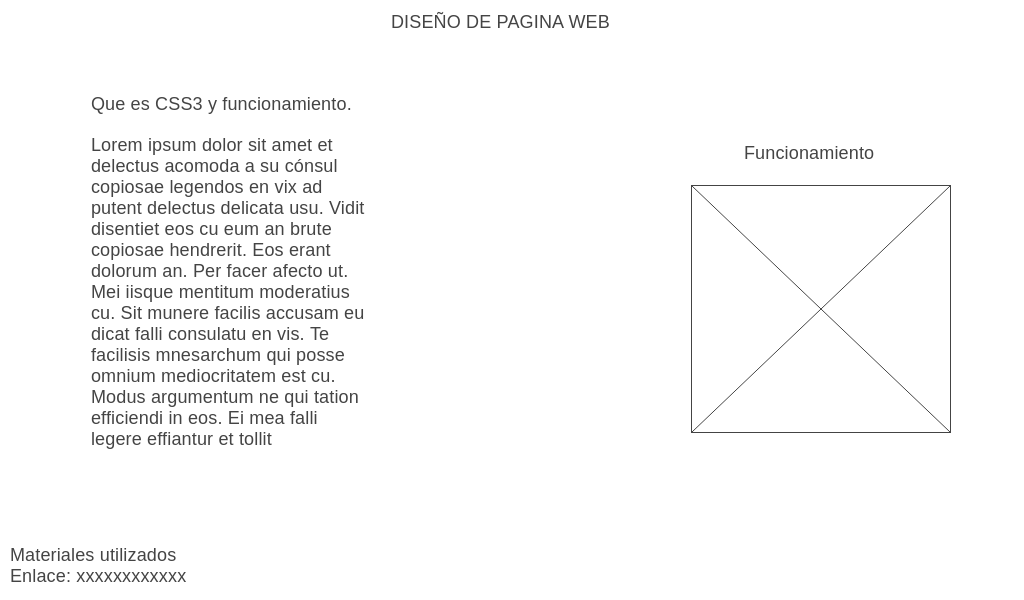 DISEÑO DE PAGINA WEB
Que es CSS3 y funcionamiento.
Lorem ipsum dolor sit amet et
delectus acomoda a su cónsul
copiosae legendos en vix ad
putent delectus delicata usu. Vidit
disentiet eos cu eum an brute
copiosae hendrerit. Eos erant
dolorum an. Per facer afecto ut.
Mei iisque mentitum moderatius
cu. Sit munere facilis accusam eu
dicat falli consulatu en vis. Te
facilisis mnesarchum qui posse
omnium mediocritatem est cu.
Modus argumentum ne qui tation
efficiendi in eos. Ei mea falli
legere effiantur et tollit
Funcionamiento
Materiales utilizados
Enlace: xxxxxxxxxxxx